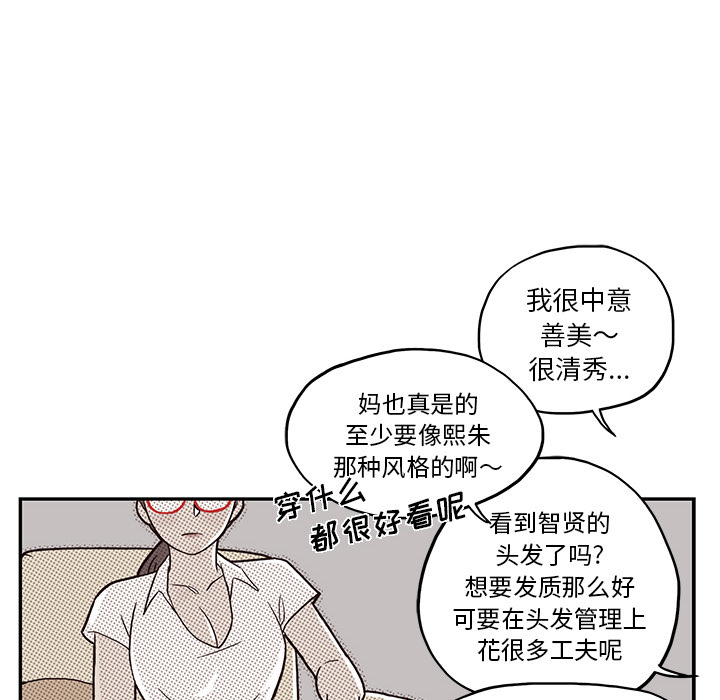 我很中意
善美～
很清秀...
妈也真是的
至少要像熙朱
那种风格的啊～
穿什么
都很好看呢
看到智贤的
头发了吗?
想要发质那么好
可要在头发管理上
花很多工夫呢